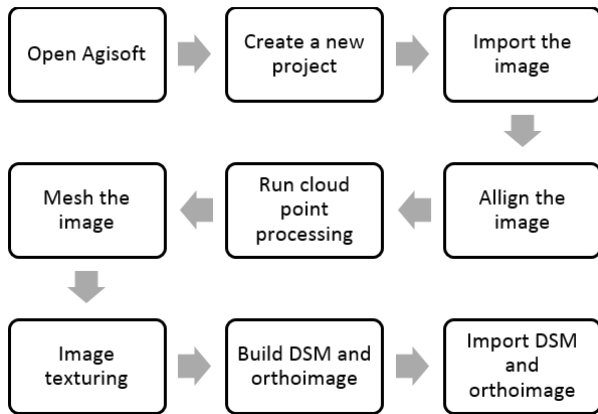 Open Agisoft
Create a new
project
Import the
image
Allign the
image
Run cloud
point
processing
Mesh the
image
Image
texturing
Build DSM and
orthoimage
Import DSM
and
orthoimage